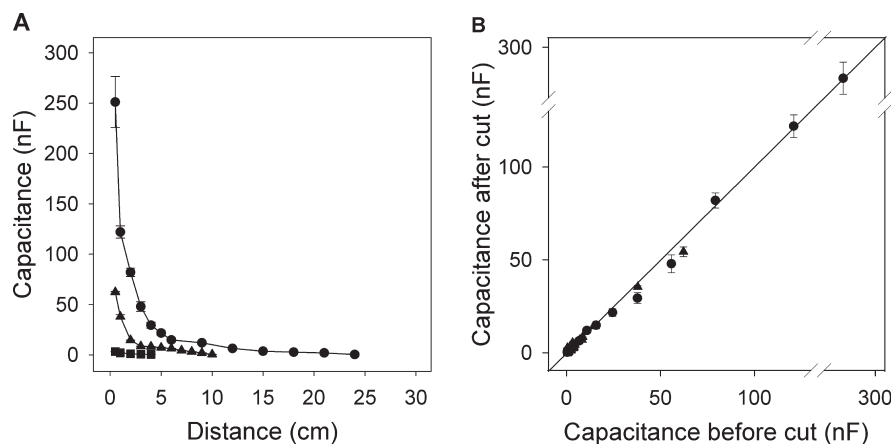 A
300
250
200
150
100
50
0
Capacitance (nF)
0 5 10 15 20 25 30
Distance (cm)
B
300
100
50
0
Capacitance after cut (nF)
0 50 100 300
Capacitance before cut (nF)